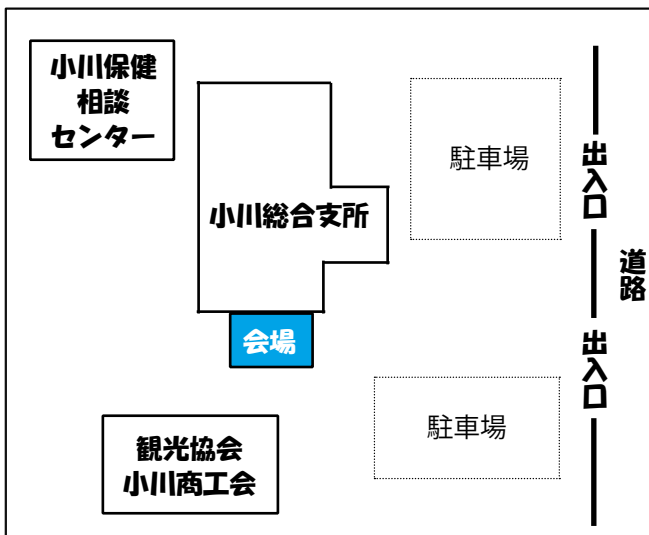 小川保健
相談
センター
小川総合支所
駐車場
出入口
道路
会場
出入口
駐車場
観光協会
小川商工会